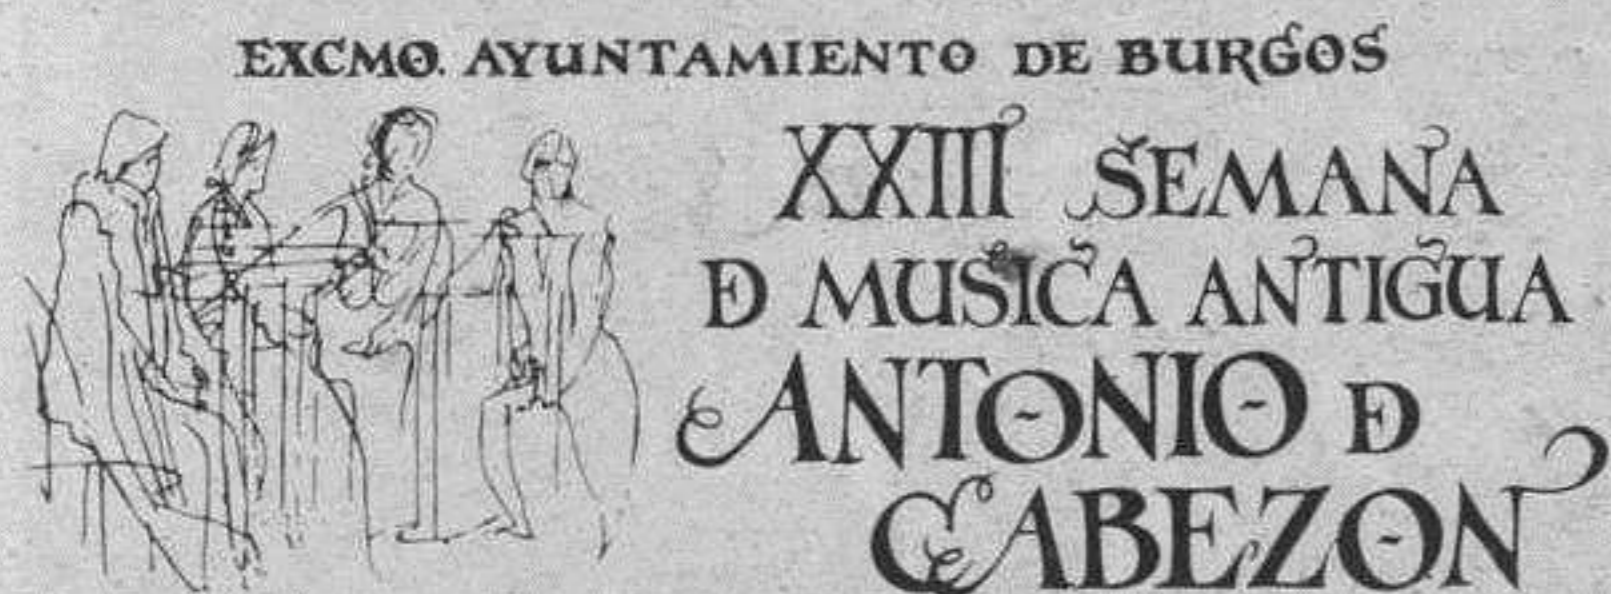 EXCMO. AYUNTAMIENTO DE BURGOS
XXIII SEMANA
D MUSICA ANTIGUA
ANTONIO D
CABEZON